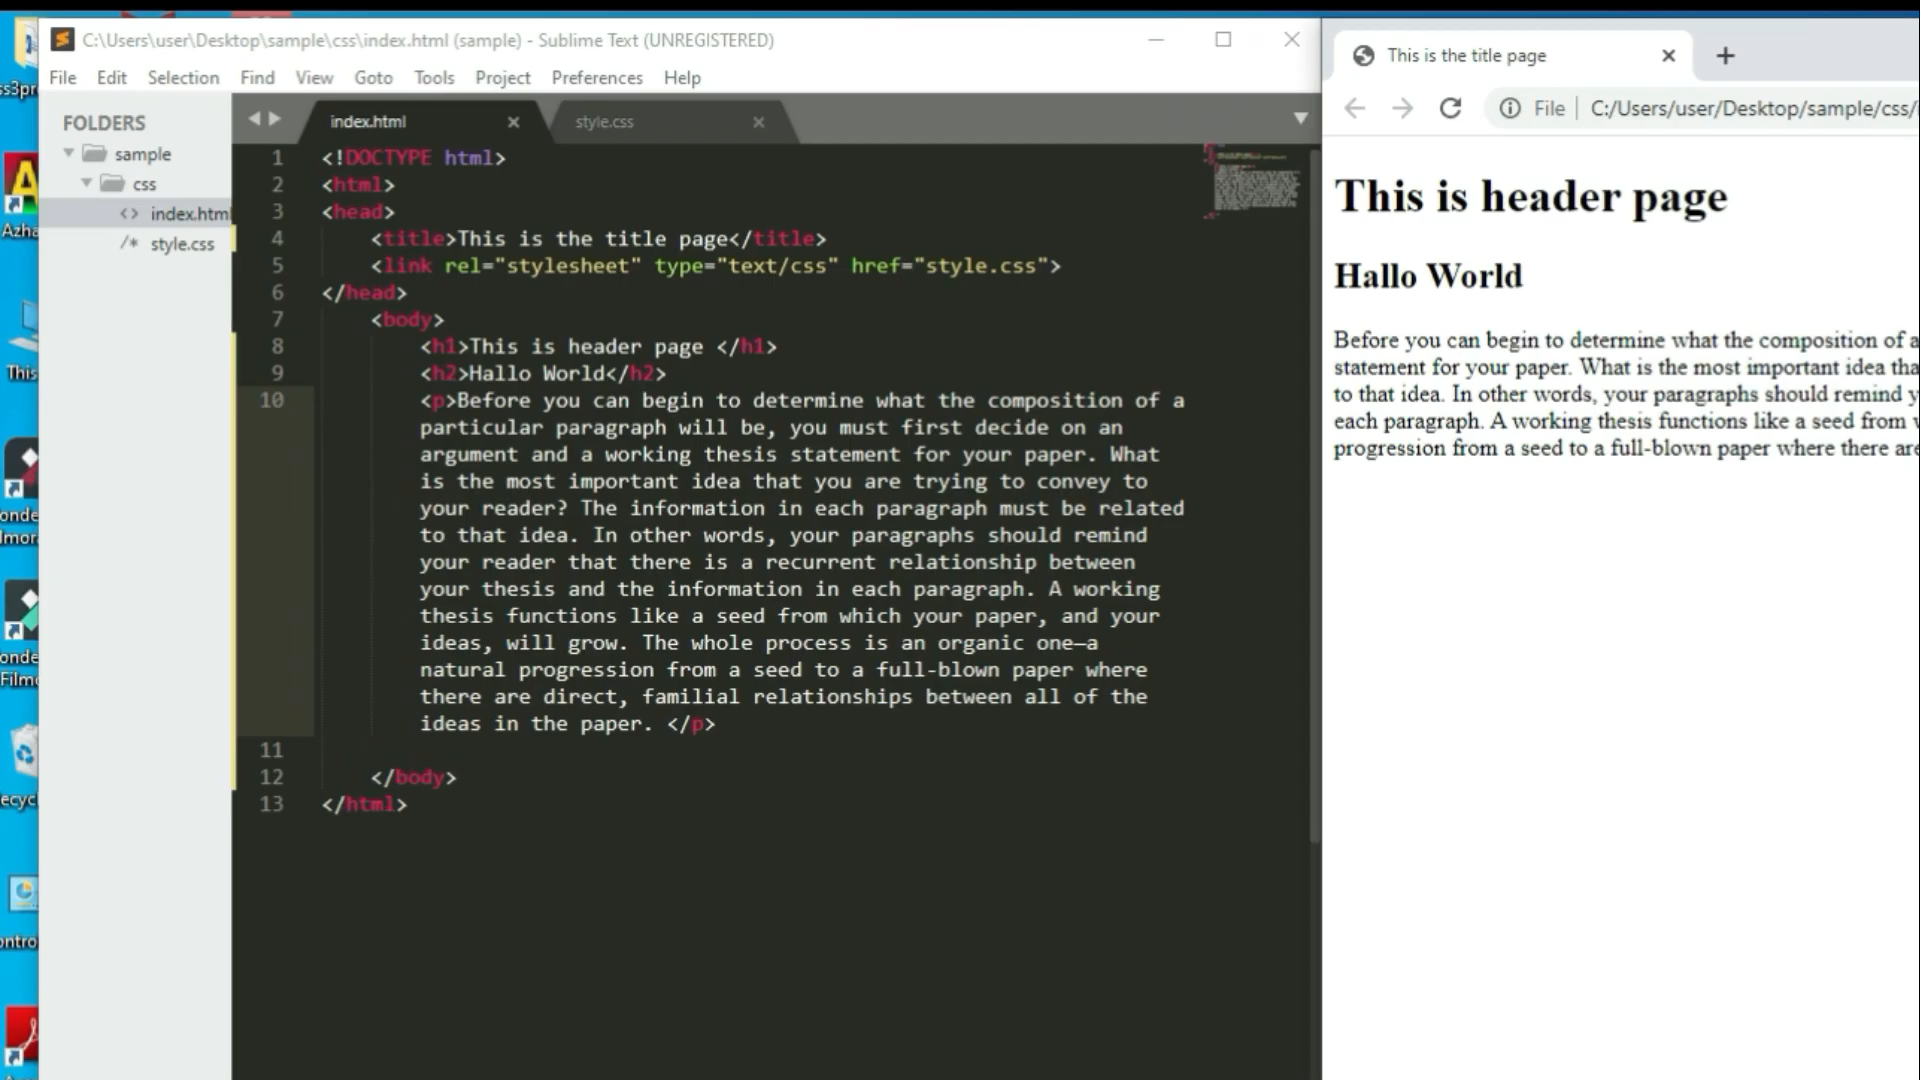 C:\Users\user\Desktop\sample\css\index.html (sample) - Sublime Text (UNREGISTERED)
File Edit Selection Find View Goto Tools Project Preferences Help
FOLDERS
sample
css
index.html
style.css
index.html
style.css
1 <!DOCTYPE html>
2 <html>
3 <head>
4 <title>This is the title page</title>
5 <link rel="stylesheet" type="text/css" href="style.css">
6 </head>
7 <body>
8 <h1>This is header page </h1>
9 <h2>Hallo World</h2>
10 <p>Before you can begin to determine what the composition of a
particular paragraph will be, you must first decide on an
argument and a working thesis statement for your paper. What
is the most important idea that you are trying to convey to
your reader? The information in each paragraph must be related
to that idea. In other words, your paragraphs should remind
your reader that there is a recurrent relationship between
your thesis and the information in each paragraph. A working
thesis functions like a seed from which your paper, and your
ideas, will grow. The whole process is an organic one—a
natural progression from a seed to a full-blown paper where
there are direct, familial relationships between all of the
ideas in the paper. </p>
11
12 </body>
13 </html>
This is the title page
File C:/Users/user/Desktop/sample/css/
This is header page
Hallo World
Before you can begin to determine what the composition of a
statement for your paper. What is the most important idea tha
to that idea. In other words, your paragraphs should remind y
each paragraph. A working thesis functions like a seed from
progression from a seed to a full-blown paper where there are
This